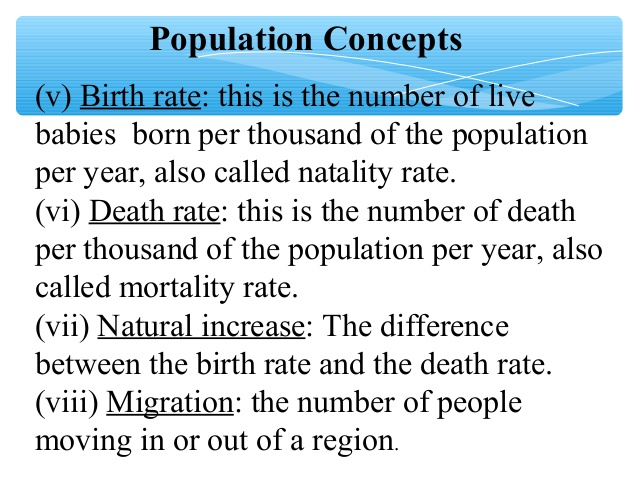 Population Concepts
(v) Birth rate: this is the number of live
babies  born per thousand of the population
per year, also called natality rate.
(vi) Death rate: this is the number of death
per thousand of the population per year, also
called mortality rate.
(vii) Natural increase: The difference
between the birth rate and the death rate.
(viii) Migration: the number of people
moving in or out of a region.